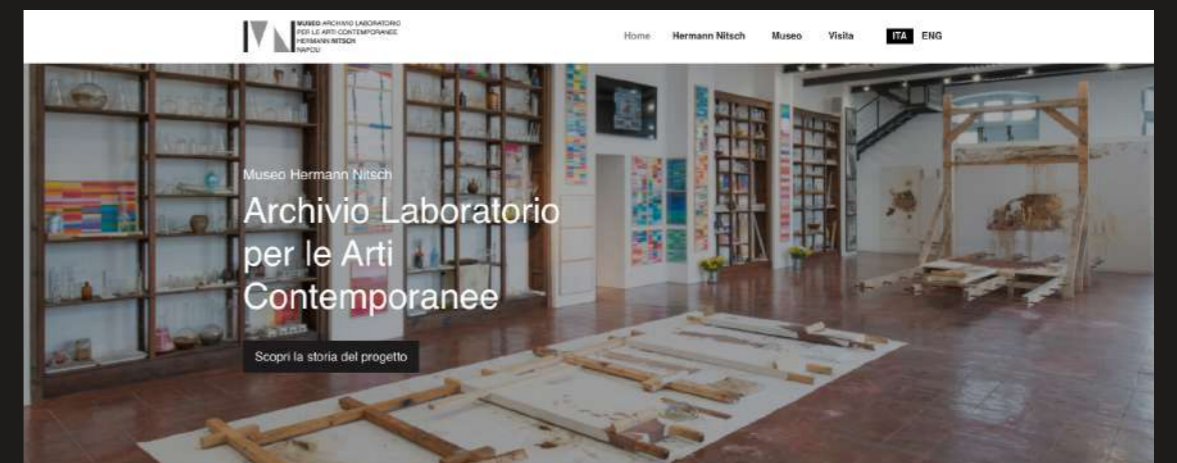 MUSEO ARCHIVIO LABORATORIO
PER LE ARTI CONTEMPORANEE
HERMANN NITSCH
NAPOLI
Home Hermann Nitsch Museo Visita ITA ENG
Museo Hermann Nitsch
Archivio Laboratorio
per le Arti
Contemporanee
Scopri la storia del progetto